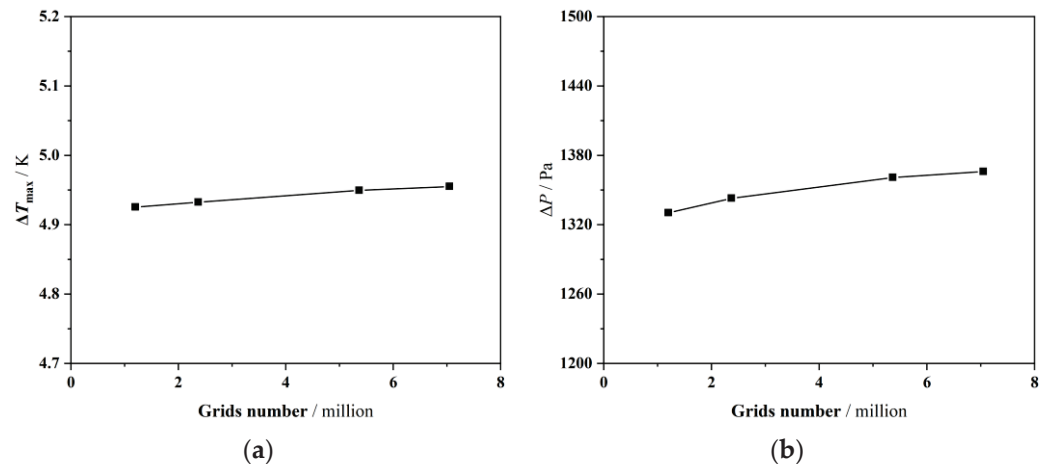 5.2
5.1
5.0
4.9
4.8
4.7
ΔTmax / K
0 2 4 6 8
Grids number / million
(a)
1500
1440
1380
1320
1260
1200
ΔP / Pa
0 2 4 6 8
Grids number / million
(b)